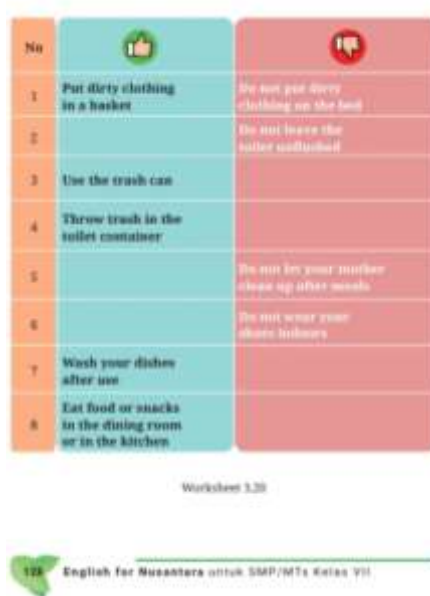 No
1
Put dirty clothing
in a basket
Do not put dirty
clothing on the bed
2
Do not leave the
toilet unflushed
3
Use the trash can
4
Throw trash in the
toilet container
5
Do not let your mother
clean up after meals
6
Do not wear your
shoes indoors
7
Wash your dishes
after use
8
Eat food or snacks
in the dining room
or in the kitchen
Worksheet 3.28
128 English for Nusantara untuk SMP/MTs Kelas VII